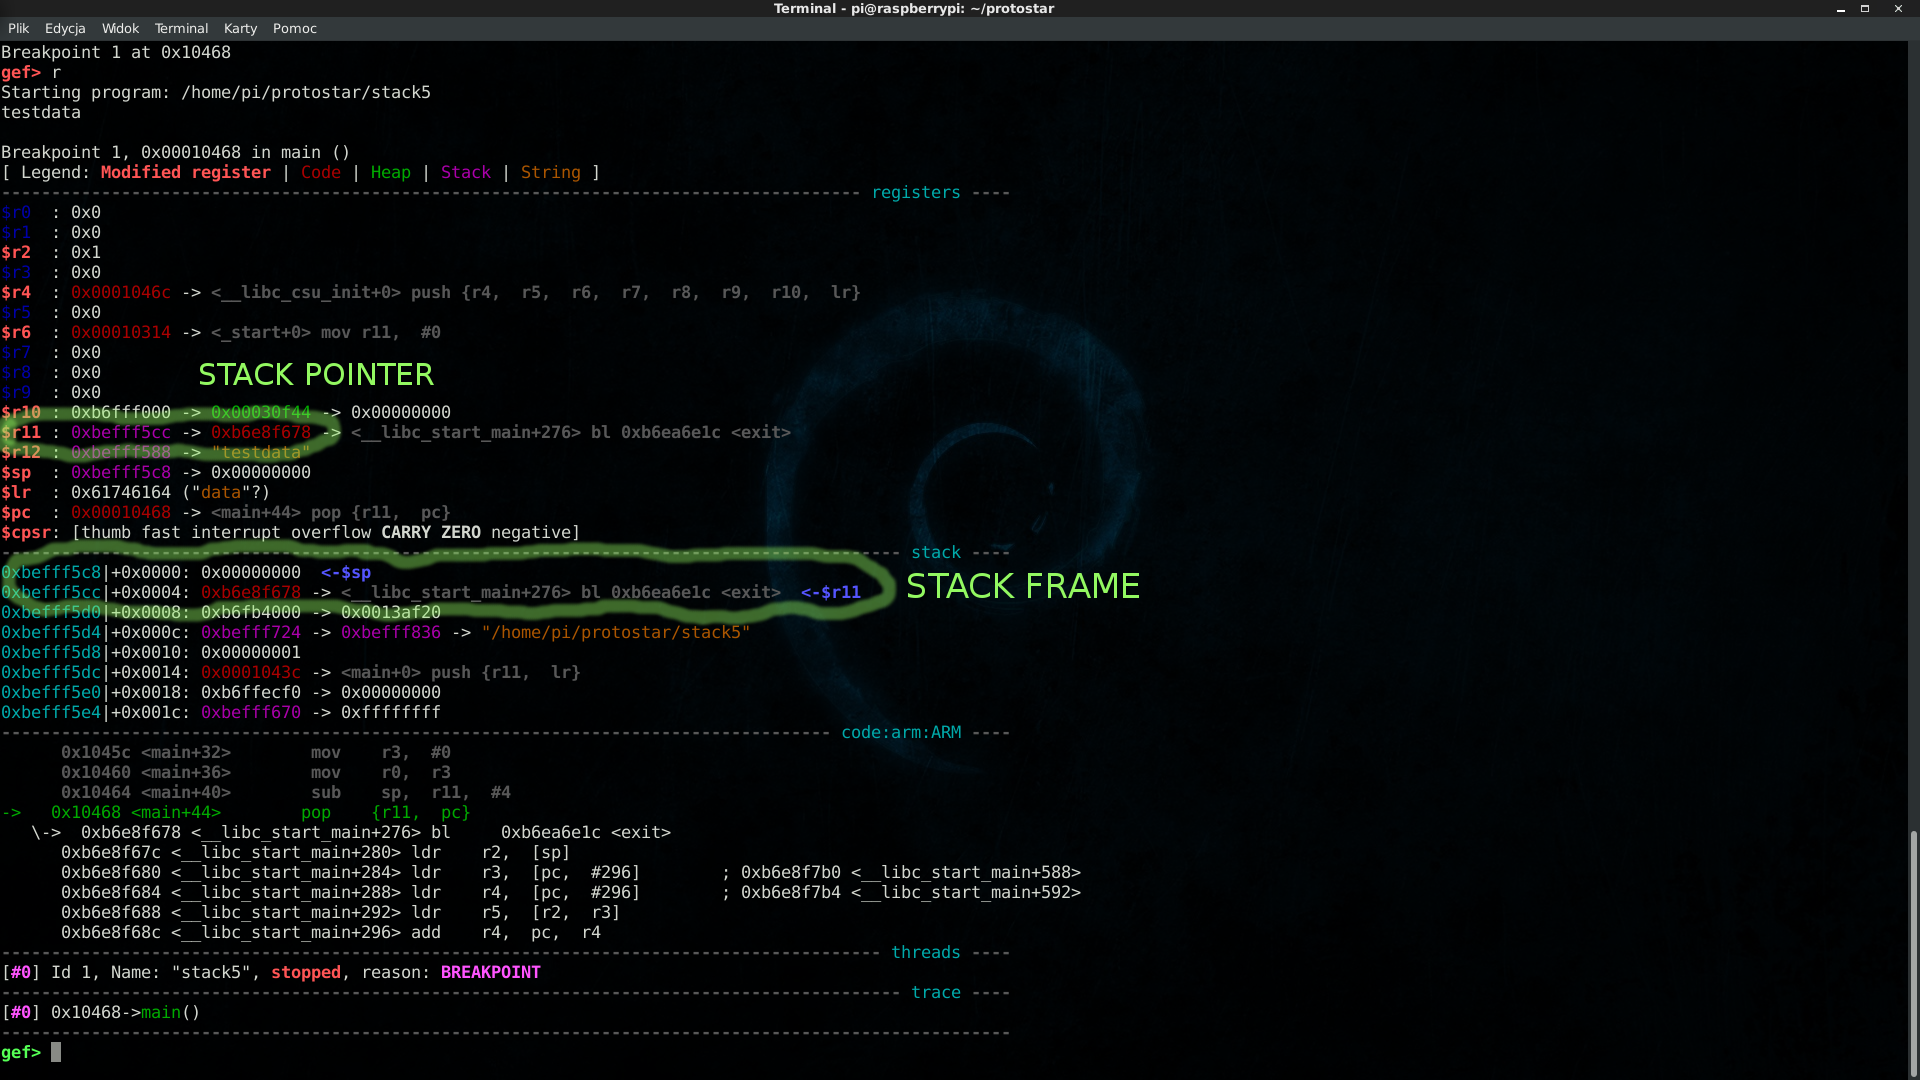 Terminal - pi@raspberrypi: ~/protostar
Plik Edycja Widok Terminal Karty Pomoc
Breakpoint 1 at 0x10468
gef> r
Starting program: /home/pi/protostar/stack5
testdata
Breakpoint 1, 0x00010468 in main ()
[ Legend: Modified register | Code | Heap | Stack | String ]
-------------------------------------------------------------------------------------- registers ----
$r0  : 0x0
$r1  : 0x0
$r2  : 0x1
$r3  : 0x0
$r4  : 0x0001046c -> <__libc_csu_init+0> push {r4,  r5,  r6,  r7,  r8,  r9,  r10,  lr}
$r5  : 0x0
$r6  : 0x00010314 -> <_start+0> mov r11,  #0
$r7  : 0x0
STACK POINTER
$r8  : 0x0
$r9  : 0x0
$r10 : 0xb6fff000 -> 0x00030f44 -> 0x00000000
$r11 : 0xbefff5cc -> 0xb6e8f678 -> <__libc_start_main+276> bl 0xb6ea6e1c <exit>
$r12 : 0xbefff588 -> "testdata"
$sp  : 0xbefff5c8 -> 0x00000000
$lr  : 0x61746164 ("data"?)
$pc  : 0x00010468 -> <main+44> pop {r11,  pc}
$cpsr: [thumb fast interrupt overflow CARRY ZERO negative]
------------------------------------------------------------------------------------------ stack ----
0xbefff5c8|+0x0000: 0x00000000  <-$sp
STACK FRAME
0xbefff5cc|+0x0004: 0xb6e8f678 -> <__libc_start_main+276> bl 0xb6ea6e1c <exit>  <-$r11
0xbefff5d0|+0x0008: 0xb6fb4000 -> 0x0013af20
0xbefff5d4|+0x000c: 0xbefff724 -> 0xbefff836 -> "/home/pi/protostar/stack5"
0xbefff5d8|+0x0010: 0x00000001
0xbefff5dc|+0x0014: 0x0001043c -> <main+0> push {r11,  lr}
0xbefff5e0|+0x0018: 0xb6ffecf0 -> 0x00000000
0xbefff5e4|+0x001c: 0xbefff670 -> 0xffffffff
----------------------------------------------------------------------------------- code:arm:ARM ----
0x1045c <main+32>        mov    r3,  #0
0x10460 <main+36>        mov    r0,  r3
0x10464 <main+40>        sub    sp,  r11,  #4
->   0x10468 <main+44>        pop    {r11,  pc}
\->  0xb6e8f678 <__libc_start_main+276> bl     0xb6ea6e1c <exit>
0xb6e8f67c <__libc_start_main+280> ldr    r2,  [sp]
0xb6e8f680 <__libc_start_main+284> ldr    r3,  [pc,  #296]        ; 0xb6e8f7b0 <__libc_start_main+588>
0xb6e8f684 <__libc_start_main+288> ldr    r4,  [pc,  #296]        ; 0xb6e8f7b4 <__libc_start_main+592>
0xb6e8f688 <__libc_start_main+292> ldr    r5,  [r2,  r3]
0xb6e8f68c <__libc_start_main+296> add    r4,  pc,  r4
---------------------------------------------------------------------------------------- threads ----
[#0] Id 1, Name: "stack5", stopped, reason: BREAKPOINT
------------------------------------------------------------------------------------------ trace ----
[#0] 0x10468->main()
-----------------------------------------------------------------------------------------------------
gef>